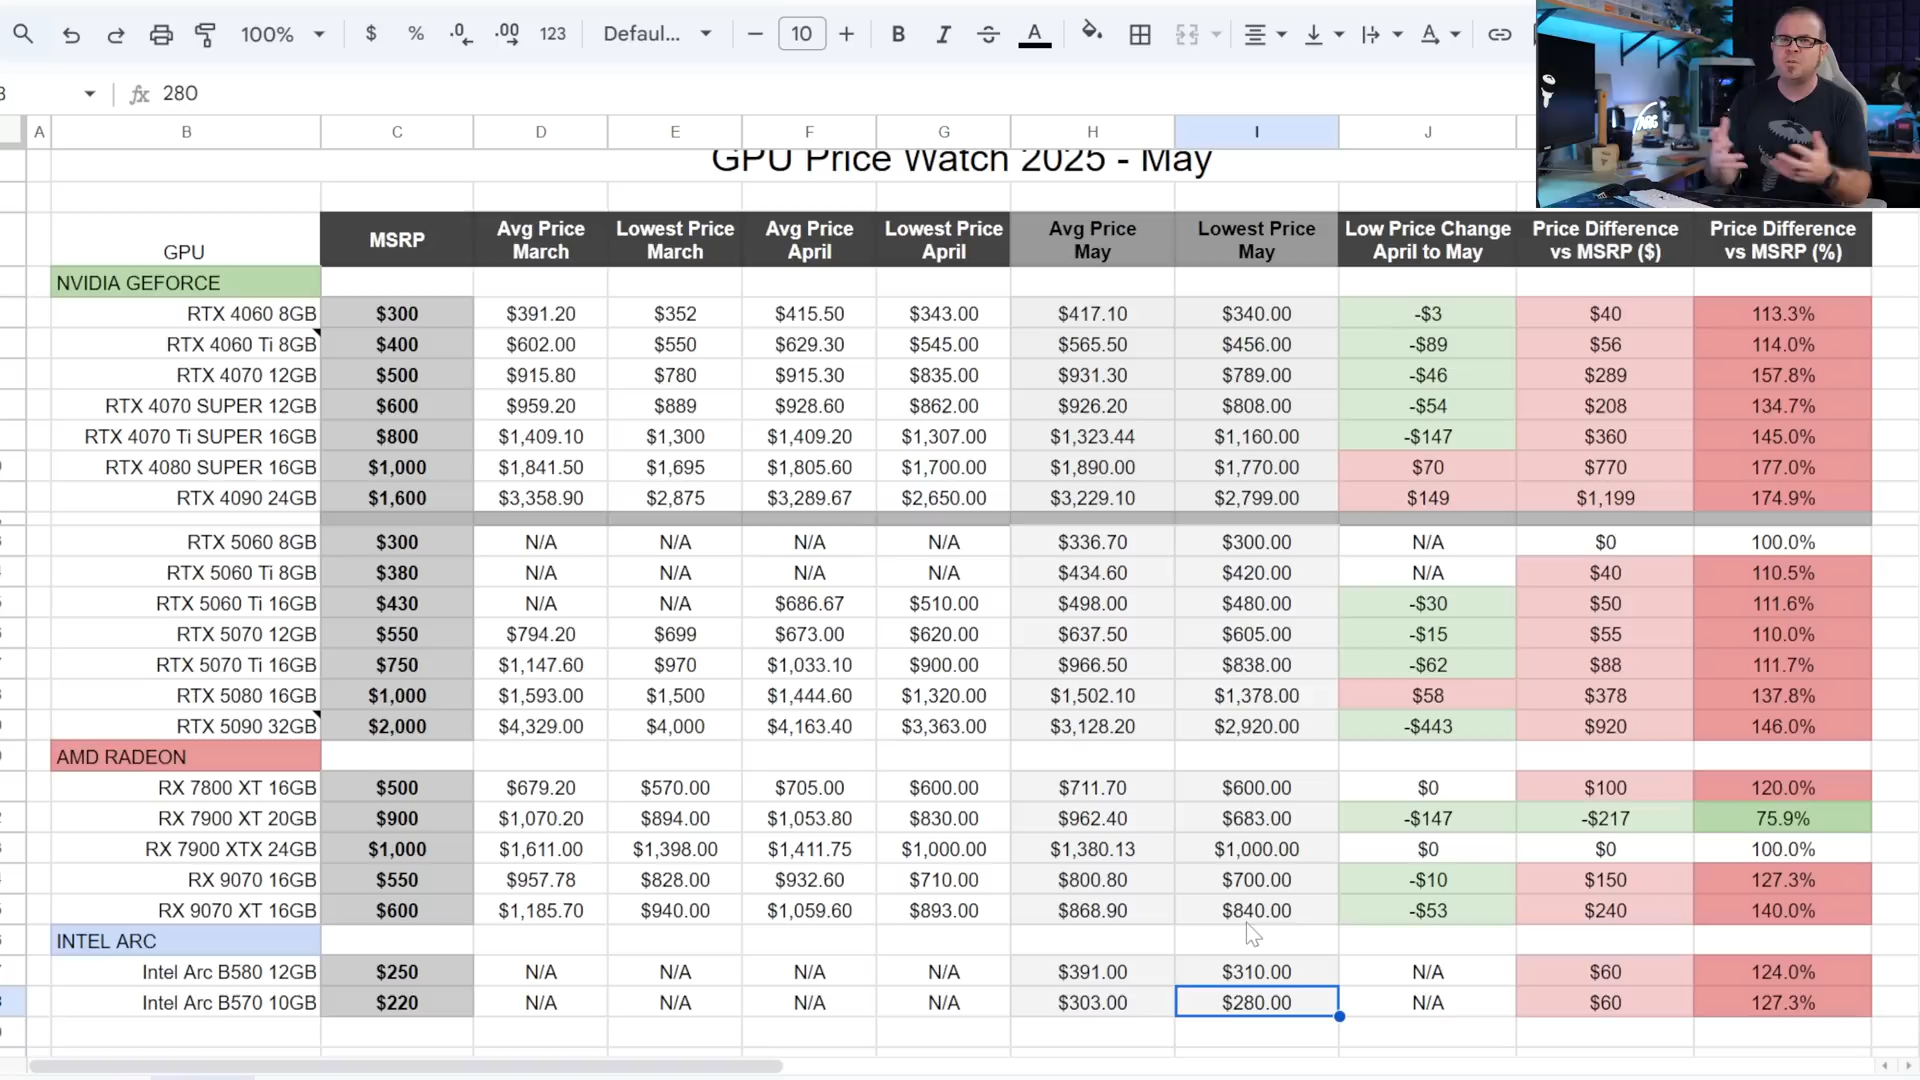 100% $ % .0 .00 123 Defaul... 10 B I A A
fx 280
A B C D E F G H I J
GPU Price Watch 2025 - May
GPU MSRP Avg Price March Lowest Price March Avg Price April Lowest Price April Avg Price May Lowest Price May Low Price Change April to May Price Difference vs MSRP ($) Price Difference vs MSRP (%)
NVIDIA GEFORCE
RTX 4060 8GB $300 $391.20 $352 $415.50 $343.00 $417.10 $340.00 -$3 $40 113.3%
RTX 4060 Ti 8GB $400 $602.00 $550 $629.30 $545.00 $565.50 $456.00 -$89 $56 114.0%
RTX 4070 12GB $500 $915.80 $780 $915.30 $835.00 $931.30 $789.00 -$46 $289 157.8%
RTX 4070 SUPER 12GB $600 $959.20 $889 $928.60 $862.00 $926.20 $808.00 -$54 $208 134.7%
RTX 4070 Ti SUPER 16GB $800 $1,409.10 $1,300 $1,409.20 $1,307.00 $1,323.44 $1,160.00 -$147 $360 145.0%
RTX 4080 SUPER 16GB $1,000 $1,841.50 $1,695 $1,805.60 $1,700.00 $1,890.00 $1,770.00 $70 $770 177.0%
RTX 4090 24GB $1,600 $3,358.90 $2,875 $3,289.67 $2,650.00 $3,229.10 $2,799.00 $149 $1,199 174.9%
RTX 5060 8GB $300 N/A N/A N/A N/A $336.70 $300.00 N/A $0 100.0%
RTX 5060 Ti 8GB $380 N/A N/A N/A N/A $434.60 $420.00 N/A $40 110.5%
RTX 5060 Ti 16GB $430 N/A N/A $686.67 $510.00 $498.00 $480.00 -$30 $50 111.6%
RTX 5070 12GB $550 $794.20 $699 $673.00 $620.00 $637.50 $605.00 -$15 $55 110.0%
RTX 5070 Ti 16GB $750 $1,147.60 $970 $1,033.10 $900.00 $966.50 $838.00 -$62 $88 111.7%
RTX 5080 16GB $1,000 $1,593.00 $1,500 $1,444.60 $1,320.00 $1,502.10 $1,378.00 $58 $378 137.8%
RTX 5090 32GB $2,000 $4,329.00 $4,000 $4,163.40 $3,363.00 $3,128.20 $2,920.00 -$443 $920 146.0%
AMD RADEON
RX 7800 XT 16GB $500 $679.20 $570.00 $705.00 $600.00 $711.70 $600.00 $0 $100 120.0%
RX 7900 XT 20GB $900 $1,070.20 $894.00 $1,053.80 $830.00 $962.40 $683.00 -$147 -$217 75.9%
RX 7900 XTX 24GB $1,000 $1,611.00 $1,398.00 $1,411.75 $1,000.00 $1,380.13 $1,000.00 $0 $0 100.0%
RX 9070 16GB $550 $957.78 $828.00 $932.60 $710.00 $800.80 $700.00 -$10 $150 127.3%
RX 9070 XT 16GB $600 $1,185.70 $940.00 $1,059.60 $893.00 $868.90 $840.00 -$53 $240 140.0%
INTEL ARC
Intel Arc B580 12GB $250 N/A N/A N/A N/A $391.00 $310.00 N/A $60 124.0%
Intel Arc B570 10GB $220 N/A N/A N/A N/A $303.00 $280.00 N/A $60 127.3%